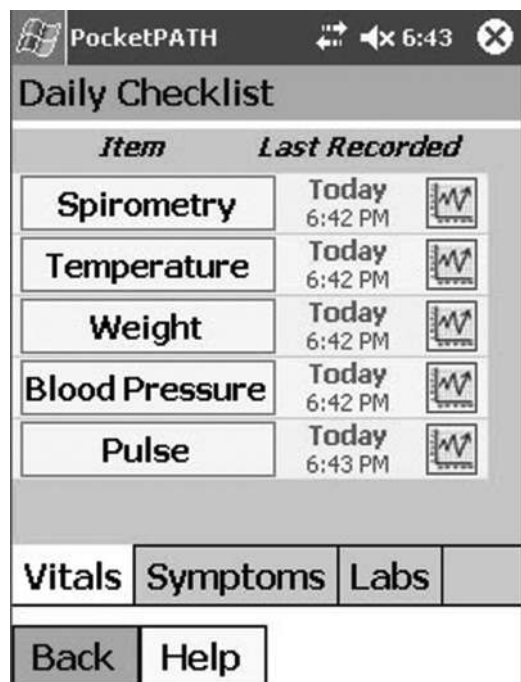 PocketPATH 6:43
Daily Checklist
Item Last Recorded
Spirometry Today 6:42 PM
Temperature Today 6:42 PM
Weight Today 6:42 PM
Blood Pressure Today 6:42 PM
Pulse Today 6:43 PM
Vitals Symptoms Labs
Back Help